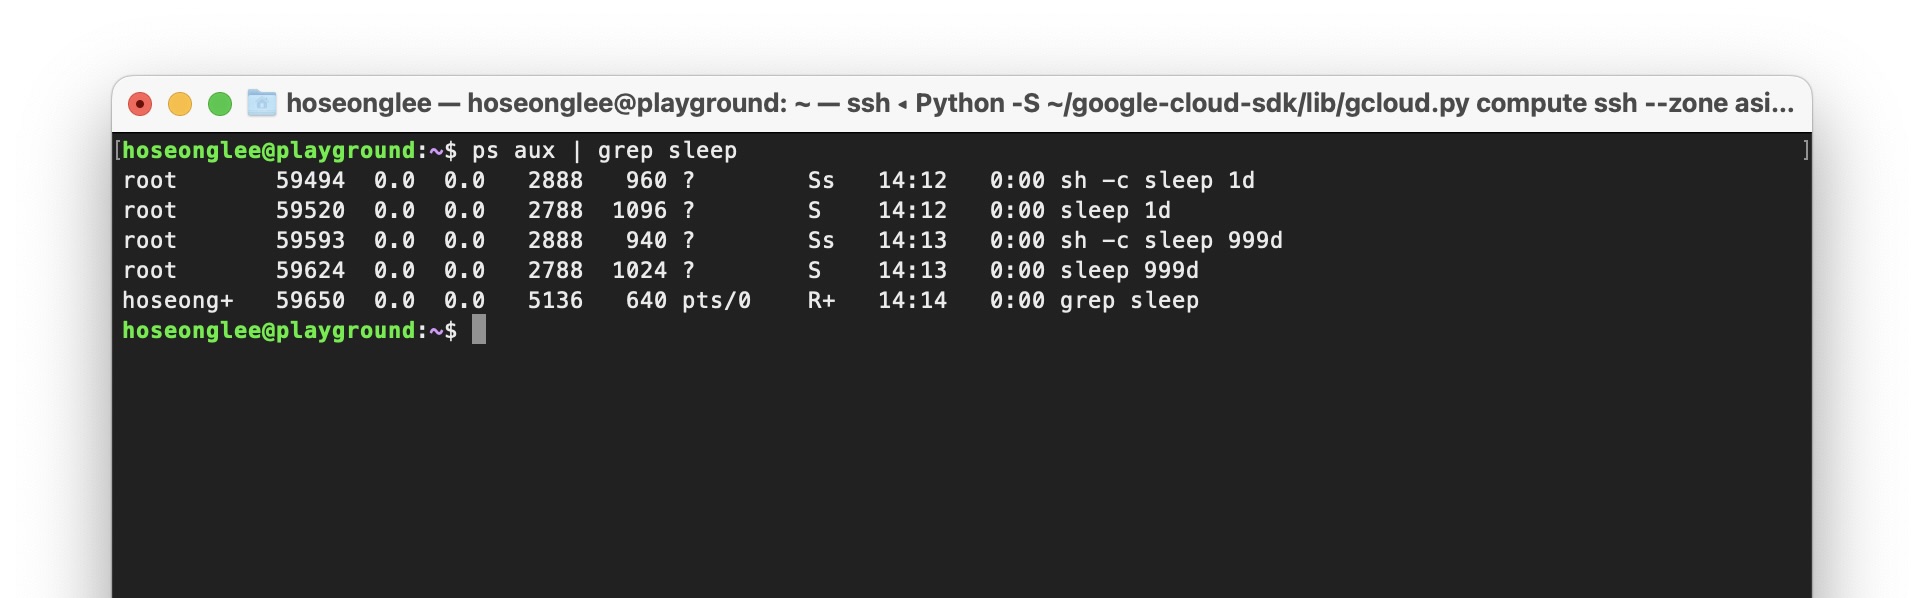 hoseonglee — hoseonglee@playground: ~ — ssh ◂ Python -S ~/google-cloud-sdk/lib/gcloud.py compute ssh --zone asi...
[hoseonglee@playground:~$ ps aux | grep sleep ]
root 59494 0.0 0.0 2888 960 ? Ss 14:12 0:00 sh -c sleep 1d
root 59520 0.0 0.0 2788 1096 ? S 14:12 0:00 sleep 1d
root 59593 0.0 0.0 2888 940 ? Ss 14:13 0:00 sh -c sleep 999d
root 59624 0.0 0.0 2788 1024 ? S 14:13 0:00 sleep 999d
hoseong+ 59650 0.0 0.0 5136 640 pts/0 R+ 14:14 0:00 grep sleep
hoseonglee@playground:~$